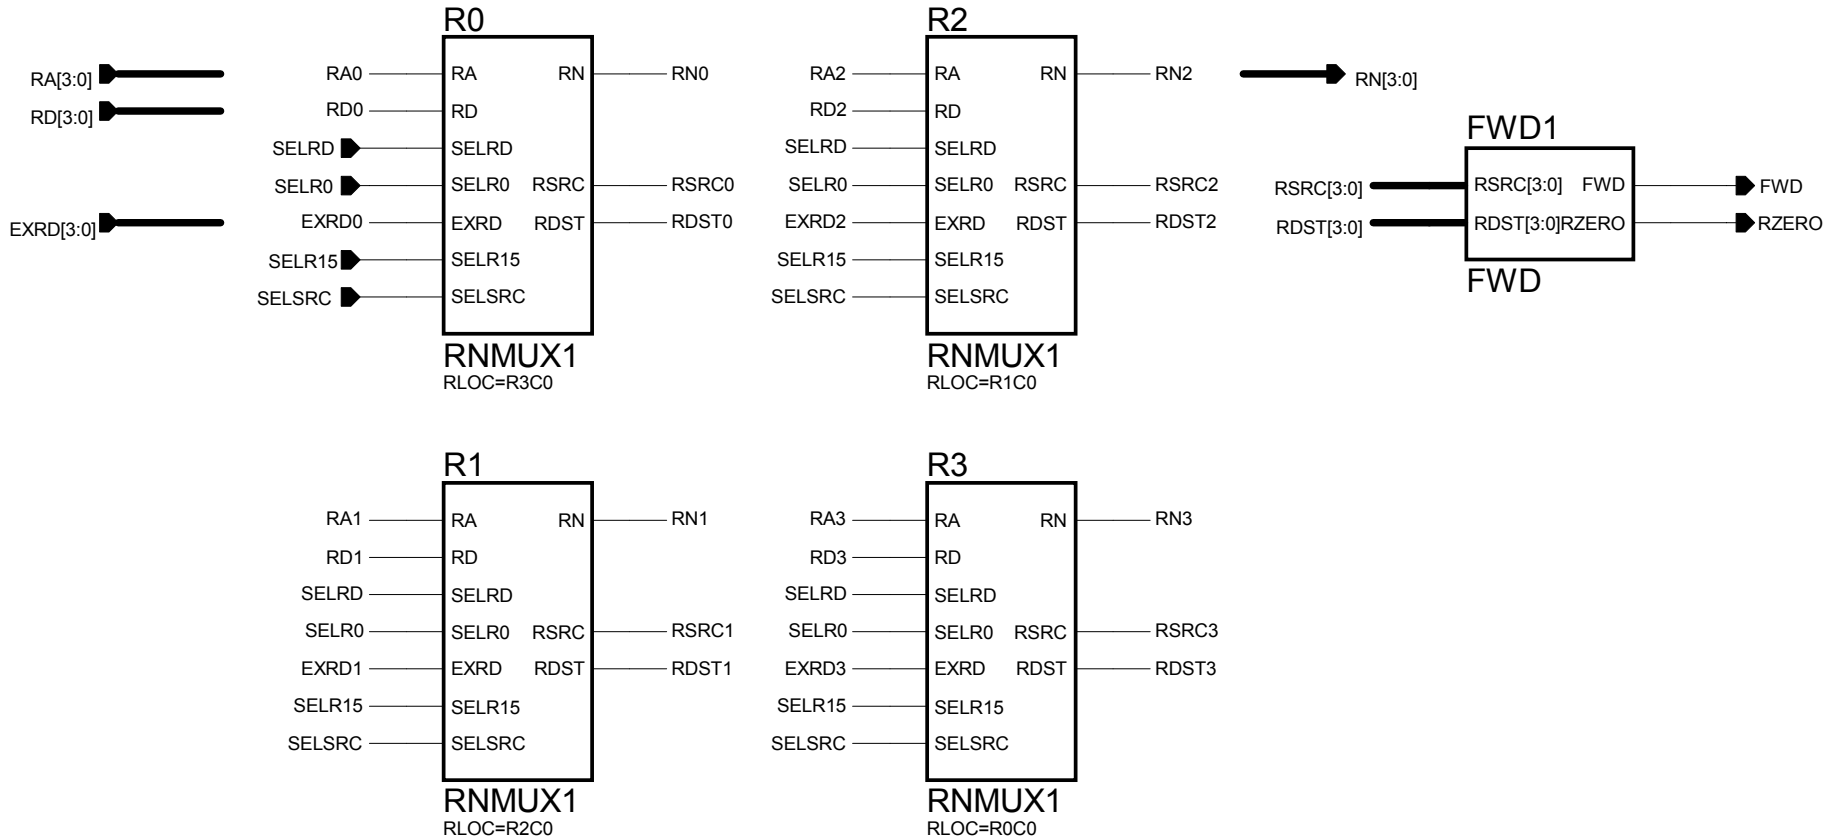 R0
RA[3:0]
RD[3:0]
EXRD[3:0]
RA0 RA RN RN0
RD0 RD
SELRD SELRD
SELR0 SELR0 RSRC RSRC0
EXRD0 EXRD RDST RDST0
SELR15 SELR15
SELSRC SELSRC
RNMUX1
RLOC=R3C0
R2
RA2 RA RN RN2
RD2 RD
SELRD SELRD
SELR0 SELR0 RSRC RSRC2
EXRD2 EXRD RDST RDST2
SELR15 SELR15
SELSRC SELSRC
RNMUX1
RLOC=R1C0
RN[3:0]
FWD1
RSRC[3:0] RSRC[3:0] FWD FWD
RDST[3:0] RDST[3:0]RZERO RZERO
FWD
R1
RA1 RA RN RN1
RD1 RD
SELRD SELRD
SELR0 SELR0 RSRC RSRC1
EXRD1 EXRD RDST RDST1
SELR15 SELR15
SELSRC SELSRC
RNMUX1
RLOC=R2C0
R3
RA3 RA RN RN3
RD3 RD
SELRD SELRD
SELR0 SELR0 RSRC RSRC3
EXRD3 EXRD RDST RDST3
SELR15 SELR15
SELSRC SELSRC
RNMUX1
RLOC=R0C0